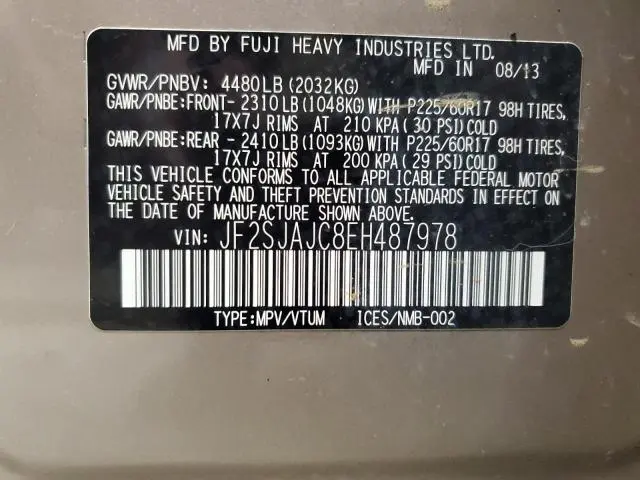 MFD BY FUJI HEAVY INDUSTRIES LTD.
MFD IN 08/13
GVWR/PNBV: 4480LB (2032KG)
GAWR/PNBE:FRONT- 2310LB (1048KG) WITH P225/60R17 98H TIRES,
17X7J RIMS AT 210 KPA( 30 PSI) COLD
GAWR/PNBE:REAR - 2410LB (1093KG) WITH P225/60R17 98H TIRES,
17X7J RIMS AT 200 KPA( 29 PSI) COLD
THIS VEHICLE CONFORMS TO ALL APPLICABLE FEDERAL MOTOR
VEHICLE SAFETY AND THEFT PREVENTION STANDARDS IN EFFECT ON
THE DATE OF MANUFACTURE SHOWN ABOVE.
VIN: JF2SJAJC8EH487978
TYPE:MPV/VTUM ICES/NMB-002